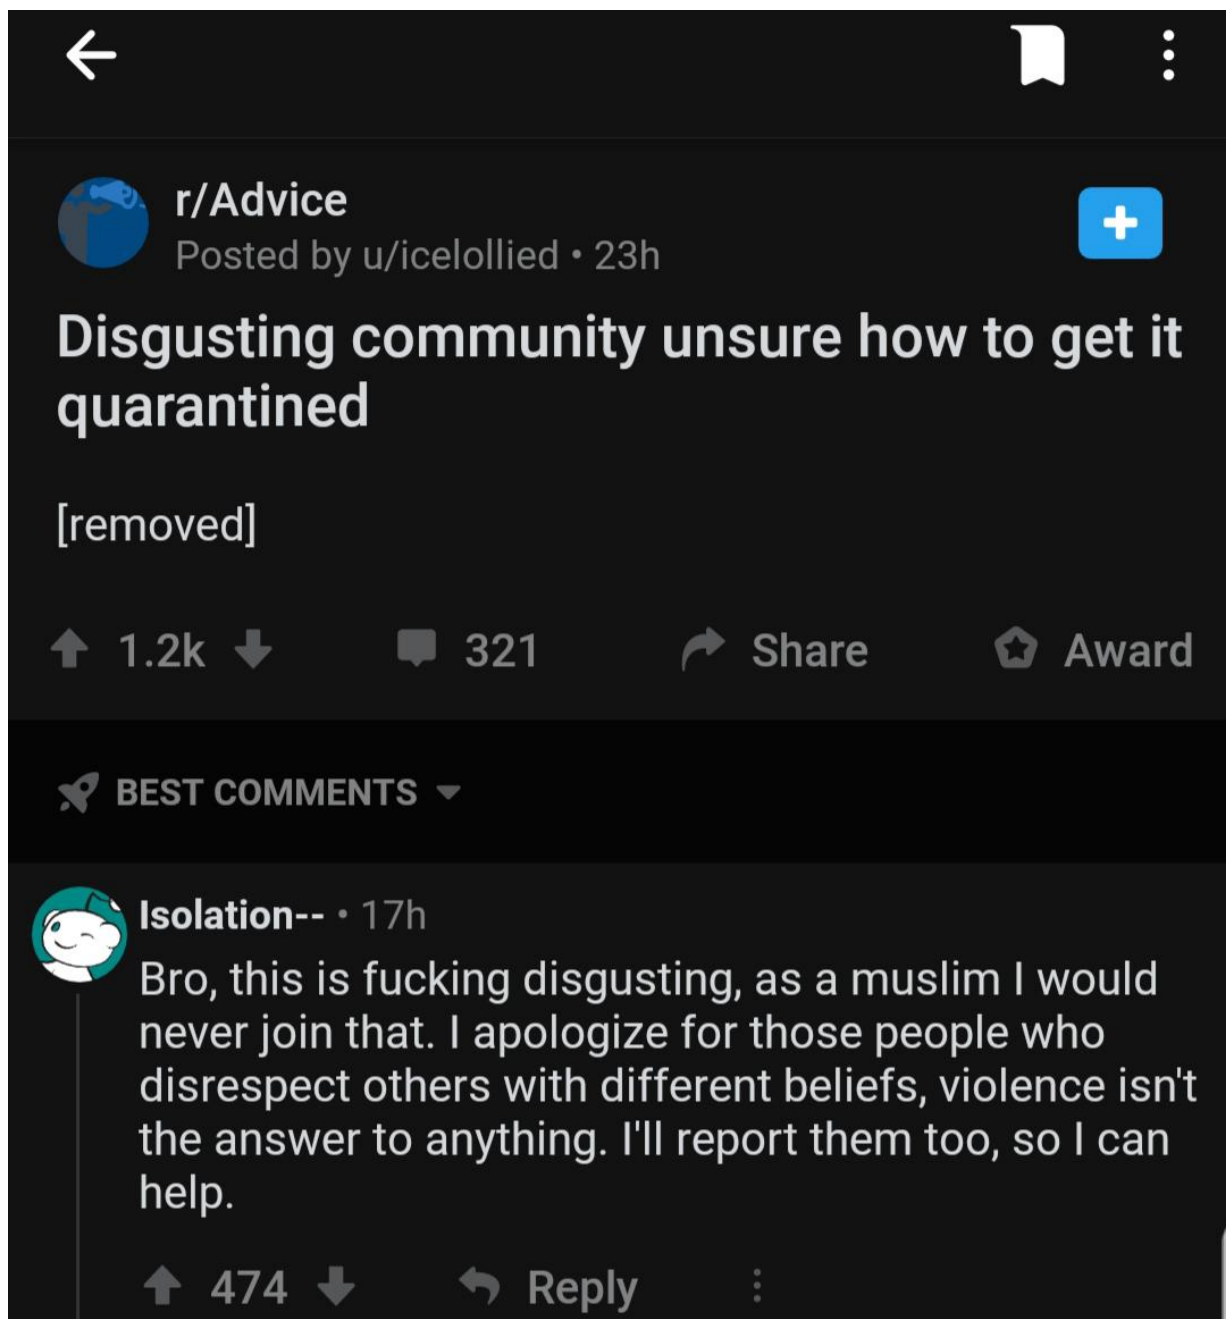 r/Advice
Posted by u/icelollied • 23h
Disgusting community unsure how to get it
quarantined
[removed]
1.2k
321
Share
Award
BEST COMMENTS
Isolation-- • 17h
Bro, this is fucking disgusting, as a muslim I would
never join that. I apologize for those people who
disrespect others with different beliefs, violence isn't
the answer to anything. I'll report them too, so I can
help.
474
Reply